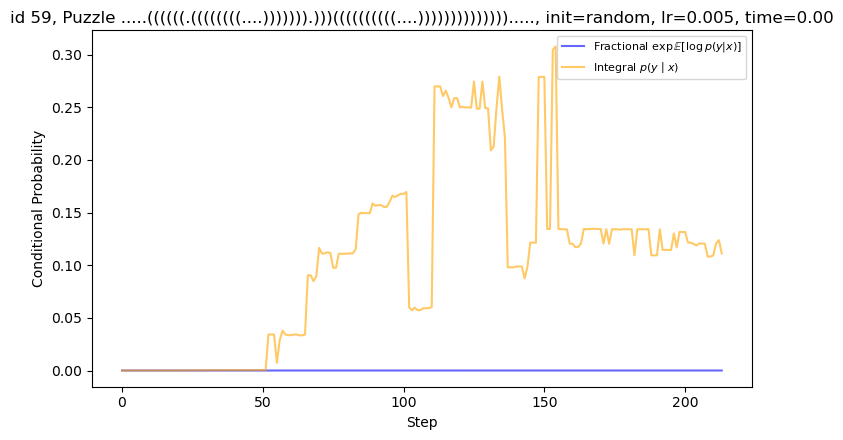 id 59, Puzzle .....((((((.((((((((....))))))).)))((((((((((....))))))))))))))....., init=random, lr=0.005, time=0.00
Fractional exp𝔼[log p(y|x)]
Integral p(y | x)
0.30
0.25
0.20
0.15
0.10
0.05
0.00
Conditional Probability
0
50
100
150
200
Step